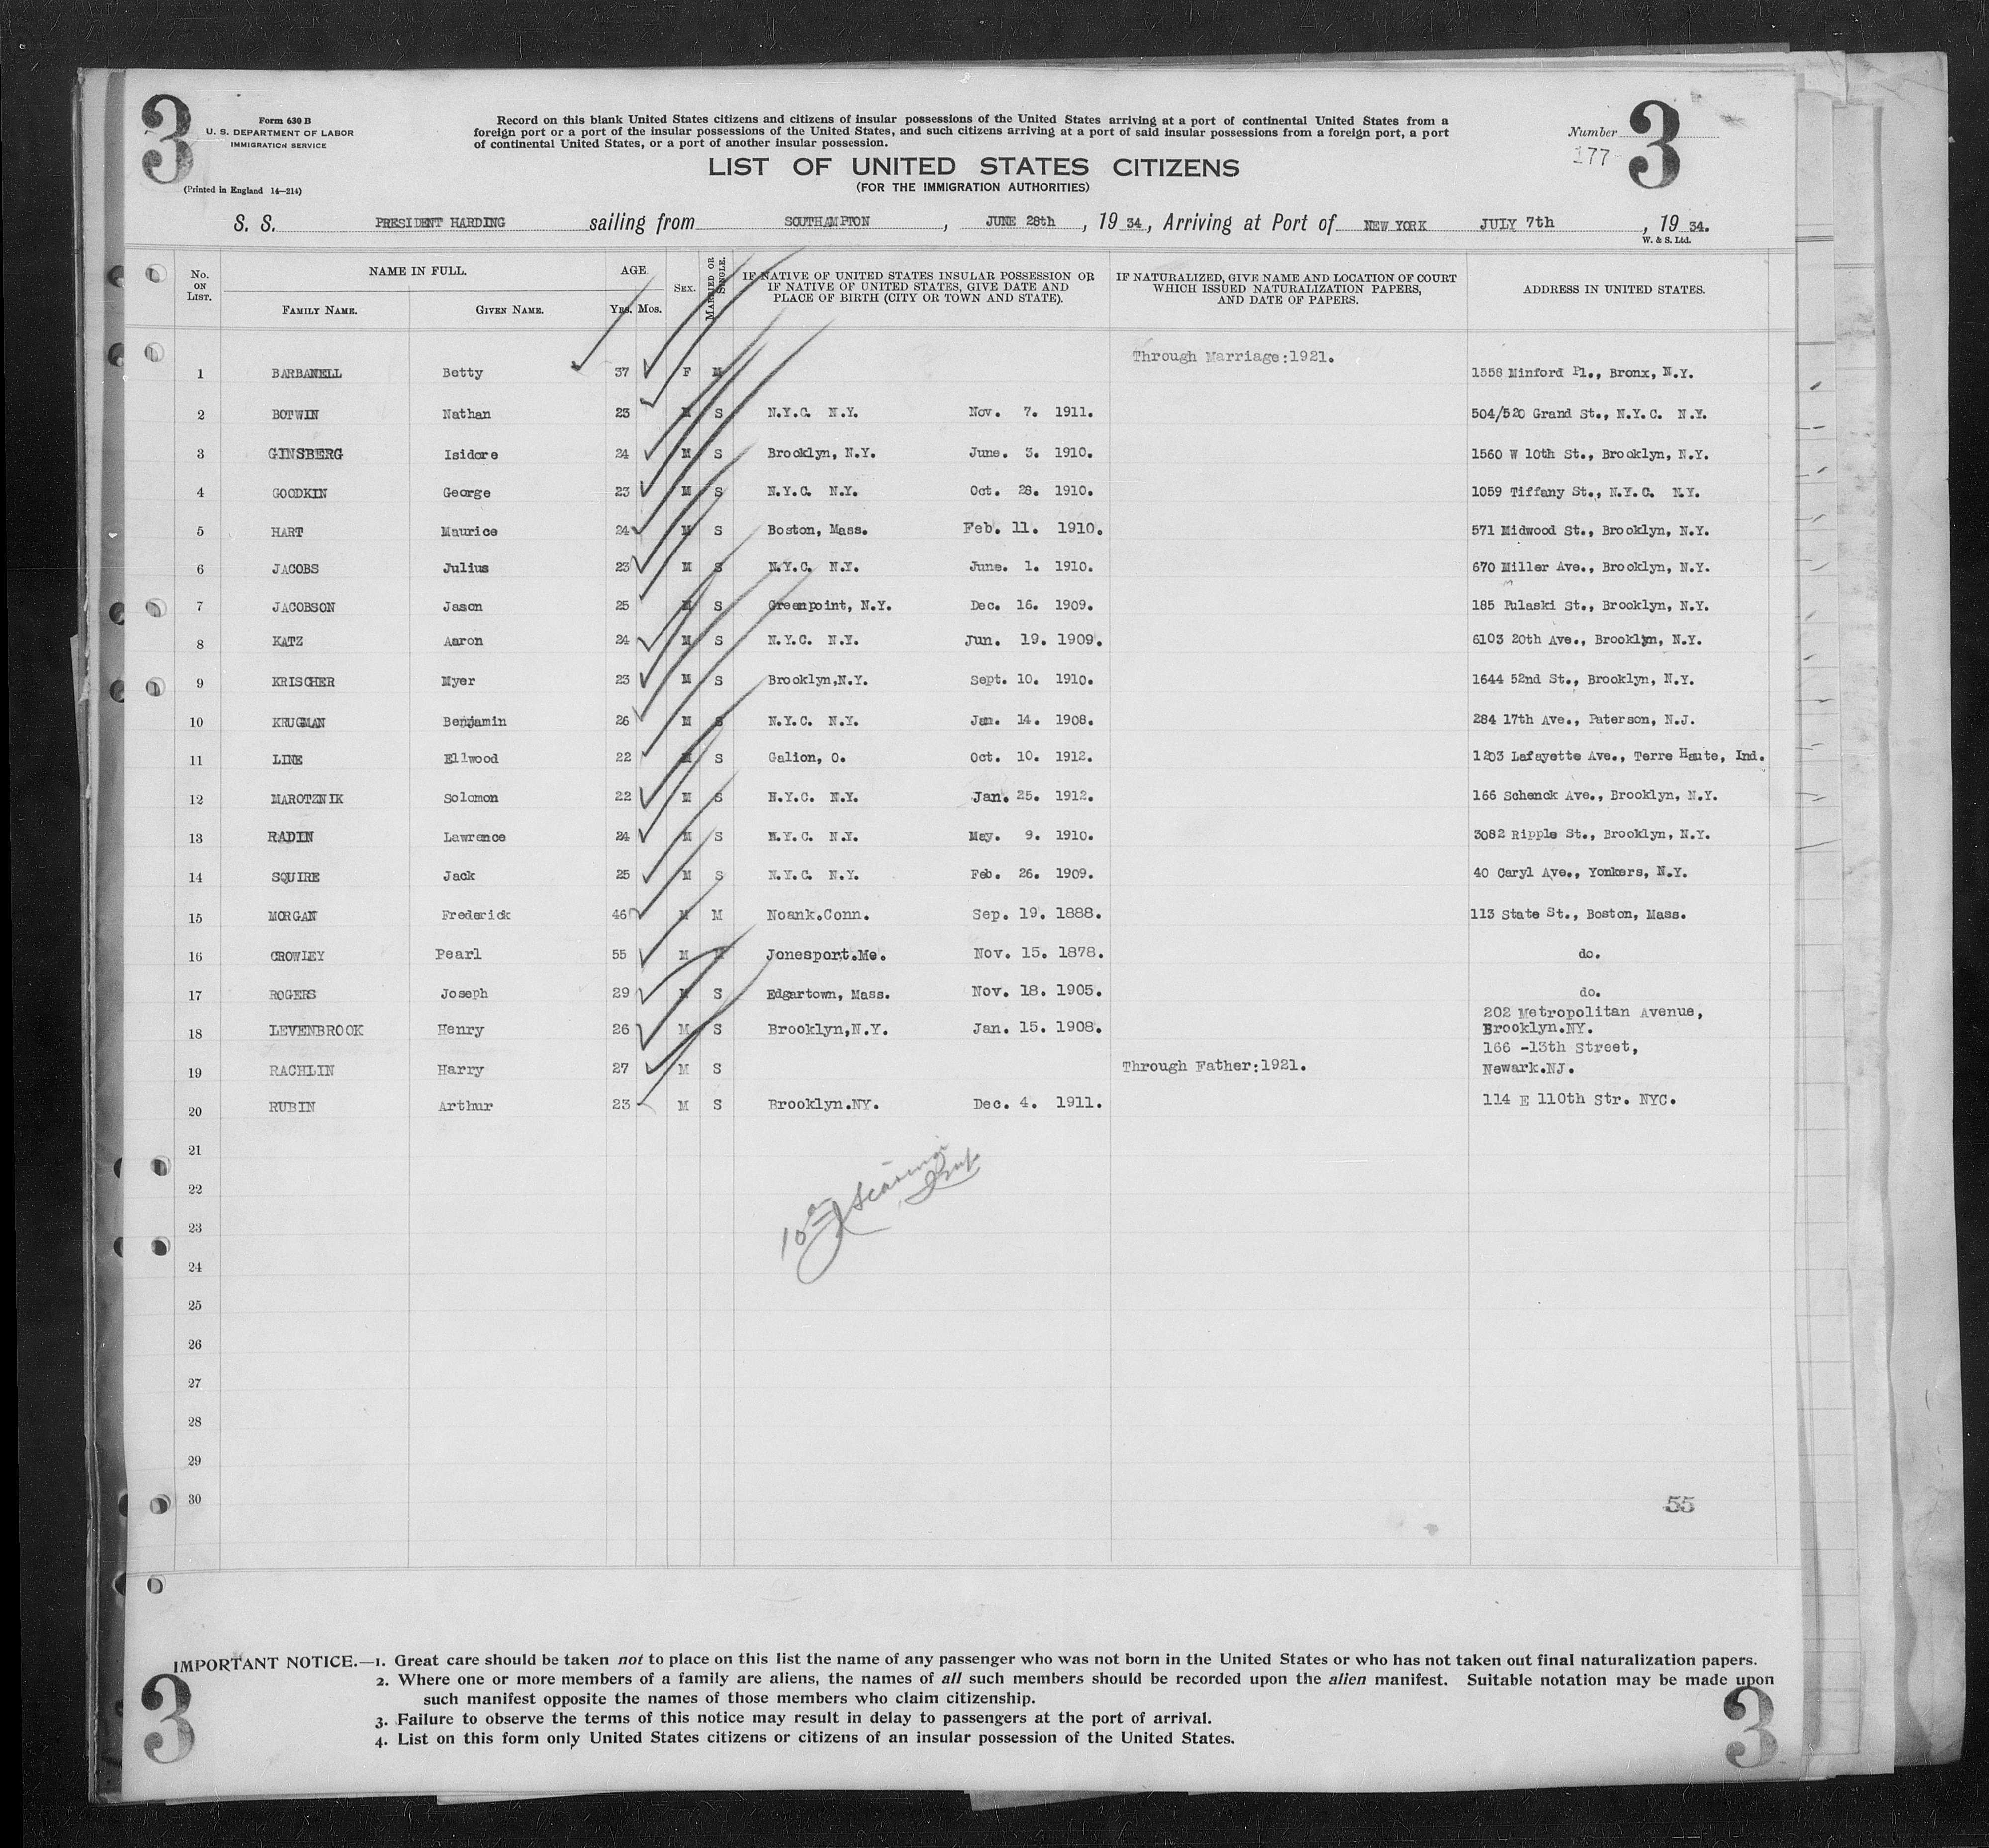 3
Form 630 B
U. S. DEPARTMENT OF LABOR
IMMIGRATION SERVICE
(Printed in England 14—214)
Record on this blank United States citizens and citizens of insular possessions of the United States arriving at a port of continental United States from a
foreign port or a port of the insular possessions of the United States, and such citizens arriving at a port of said insular possessions from a foreign port, a port
of continental United States, or a port of another insular possession.
LIST OF UNITED STATES CITIZENS
(FOR THE IMMIGRATION AUTHORITIES)
Number 3
177
S. S. PRESIDENT HARDING sailing from SOUTHAMPTON, JUNE 28th, 19 34, Arriving at Port of NEW YORK JULY 7th, 19 34.
W. & S. Ltd.
No. ON LIST. NAME IN FULL. FAMILY NAME. GIVEN NAME. AGE. YRS. MOS. SEX. MARRIED OR SINGLE. IF NATIVE OF UNITED STATES INSULAR POSSESSION OR IF NATIVE OF UNITED STATES, GIVE DATE AND PLACE OF BIRTH (CITY OR TOWN AND STATE). IF NATURALIZED, GIVE NAME AND LOCATION OF COURT WHICH ISSUED NATURALIZATION PAPERS, AND DATE OF PAPERS. ADDRESS IN UNITED STATES.
1 BARBANELL Betty 37 F M Through Marriage:1921. 1558 Minford Pl., Bronx, N.Y.
2 BOTWIN Nathan 23 M S N.Y.C. N.Y. Nov. 7. 1911. 504/520 Grand St., N.Y.C. N.Y.
3 GINSBERG Isidore 24 M S Brooklyn, N.Y. June. 3. 1910. 1560 W 10th St., Brooklyn, N.Y.
4 GOODKIN George 23 M S N.Y.C. N.Y. Oct. 28. 1910. 1059 Tiffany St., N.Y.C. N.Y.
5 HART Maurice 24 M S Boston, Mass. Feb. 11. 1910. 571 Midwood St., Brooklyn, N.Y.
6 JACOBS Julius 23 M S N.Y.C. N.Y. June. 1. 1910. 670 Miller Ave., Brooklyn, N.Y.
7 JACOBSON Jason 25 M S Greenpoint, N.Y. Dec. 16. 1909. 185 Pulaski St., Brooklyn, N.Y.
8 KATZ Aaron 24 M S N.Y.C. N.Y. Jun. 19. 1909. 6103 20th Ave., Brooklyn, N.Y.
9 KRISCHER Myer 23 M S Brooklyn,N.Y. Sept. 10. 1910. 1644 52nd St., Brooklyn, N.Y.
10 KRUGMAN Benjamin 26 M S N.Y.C. N.Y. Jan. 14. 1908. 284 17th Ave., Paterson, N.J.
11 LINE Ellwood 22 M S Galion, O. Oct. 10. 1912. 1203 Lafayette Ave., Terre Haute, Ind.
12 MAROTZNIK Solomon 22 M S N.Y.C. N.Y. Jan. 25. 1912. 166 Schenck Ave., Brooklyn, N.Y.
13 RADIN Lawrence 24 M S N.Y.C. N.Y. May. 9. 1910. 3082 Ripple St., Brooklyn, N.Y.
14 SQUIRE Jack 25 M S N.Y.C. N.Y. Feb. 26. 1909. 40 Caryl Ave., Yonkers, N.Y.
15 MORGAN Frederick 46 M M Noank.Conn. Sep. 19. 1888. 113 State St., Boston, Mass.
16 CROWLEY Pearl 55 M M Jonesport.Me. Nov. 15. 1878. do.
17 ROGERS Joseph 29 M S Edgartown, Mass. Nov. 18. 1905. do.
18 LEVENBROOK Henry 26 M S Brooklyn,N.Y. Jan. 15. 1908. 202 Metropolitan Avenue, Brooklyn.NY.
19 RACHLIN Harry 27 M S Through Father:1921. 166 -13th Street, Newark.NJ.
20 RUBIN Arthur 23 M S Brooklyn.NY. Dec. 4. 1911. 114 E 110th Str. NYC.
21
22
23
24
25
26
27
28
29
30
55
IMPORTANT NOTICE.—1. Great care should be taken not to place on this list the name of any passenger who was not born in the United States or who has not taken out final naturalization papers.
2. Where one or more members of a family are aliens, the names of all such members should be recorded upon the alien manifest. Suitable notation may be made upon
such manifest opposite the names of those members who claim citizenship.
3. Failure to observe the terms of this notice may result in delay to passengers at the port of arrival.
4. List on this form only United States citizens or citizens of an insular possession of the United States.
3
3